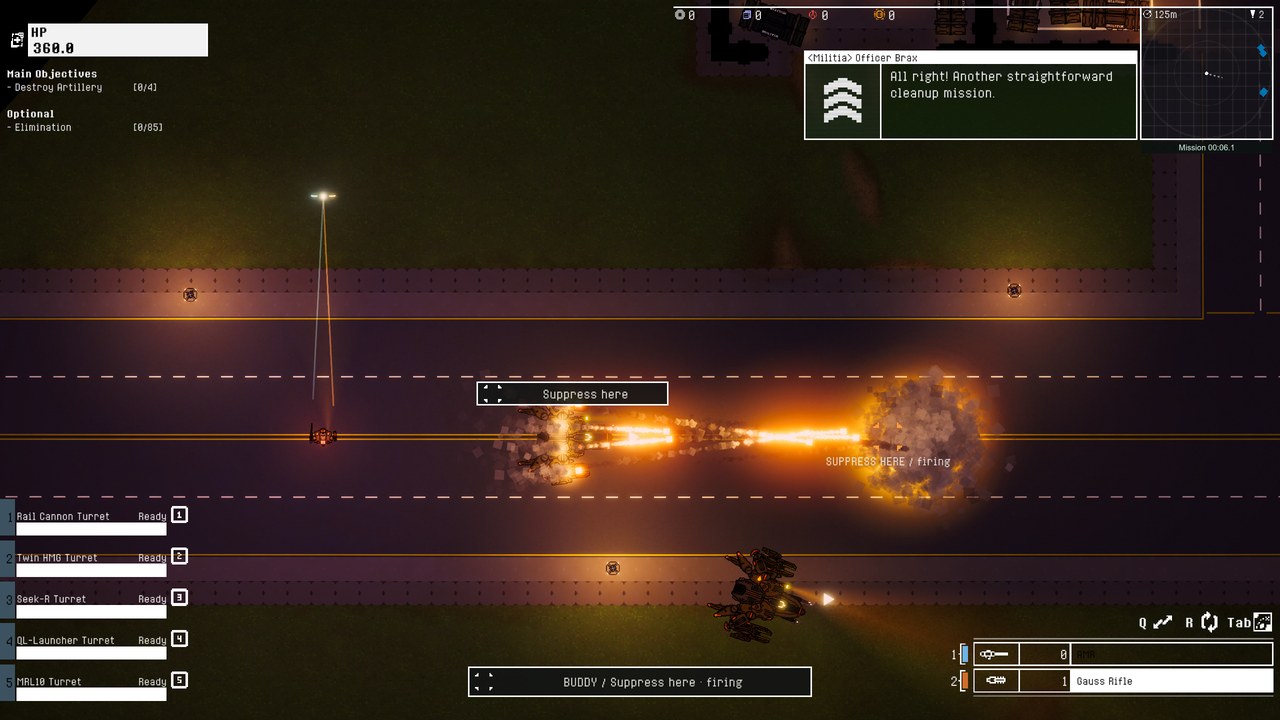 HP
360.0
Main Objectives
- Destroy Artillery [0/4]
Optional
- Elimination [0/85]
0 0 0 0
<Militia> Officer Brax
All right! Another straightforward
cleanup mission.
125m 2
Mission 00:06.1
Suppress here
SUPPRESS HERE / firing
1 Rail Cannon Turret Ready 1
2 Twin HMG Turret Ready 2
3 Seek-R Turret Ready 3
4 QL-Launcher Turret Ready 4
5 MRL10 Turret Ready 5
BUDDY / Suppress here · firing
Q R Tab
1 0
2 1 Gauss Rifle